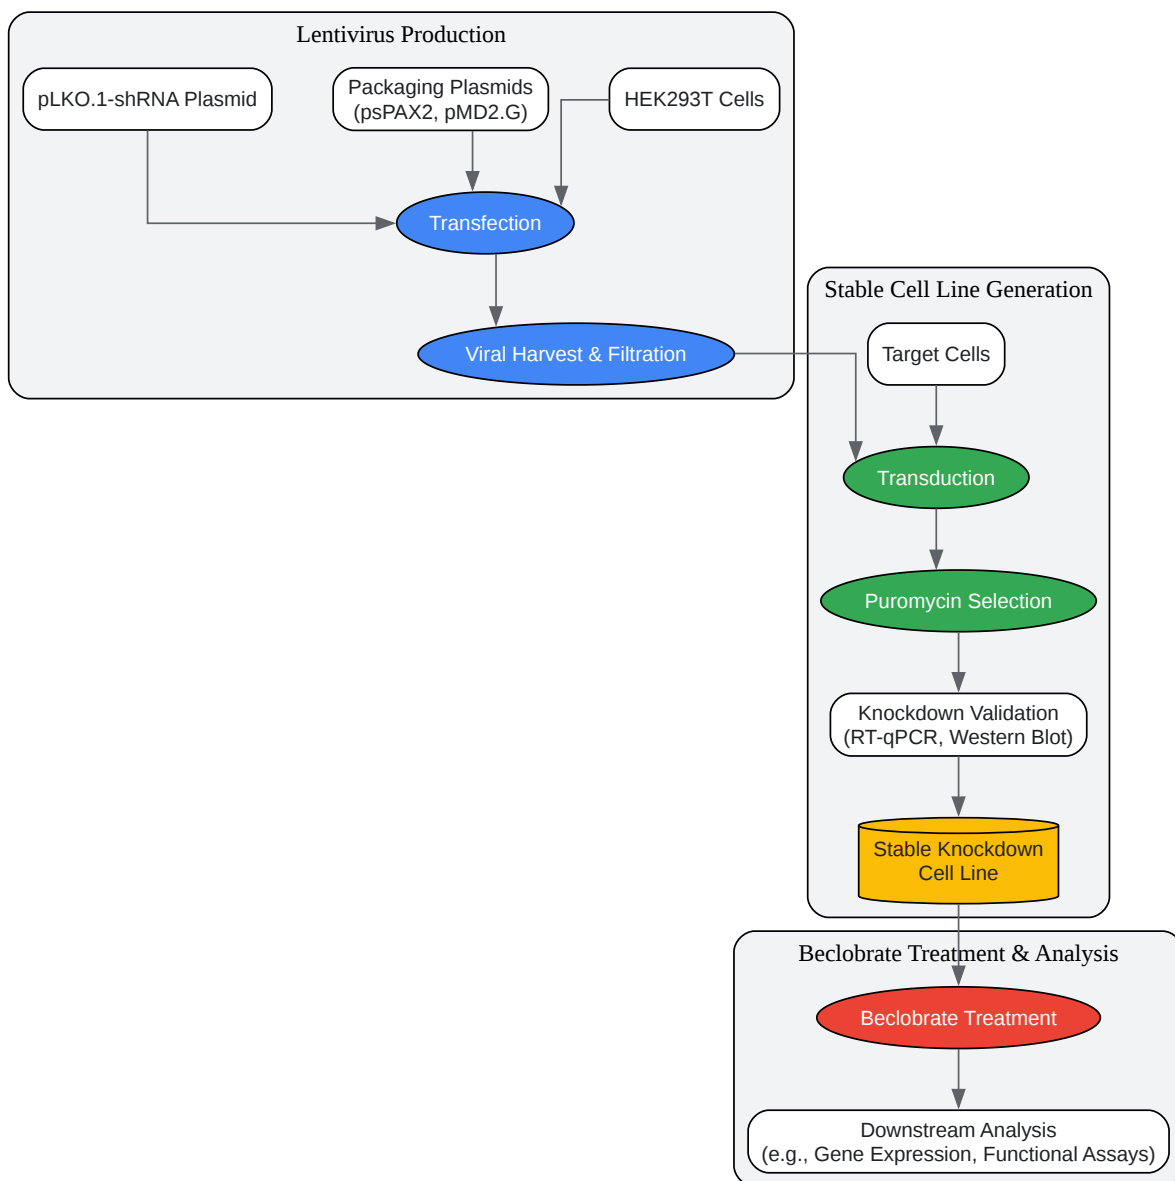 Lentivirus Production
pLKO.1-shRNA Plasmid
Packaging Plasmids
(psPAX2, pMD2.G)
HEK293T Cells
Transfection
Viral Harvest & Filtration
Stable Cell Line Generation
Target Cells
Transduction
Puromycin Selection
Knockdown Validation
(RT-qPCR, Western Blot)
Stable Knockdown
Cell Line
Beclobrate Treatment & Analysis
Beclobrate Treatment
Downstream Analysis
(e.g., Gene Expression, Functional Assays)